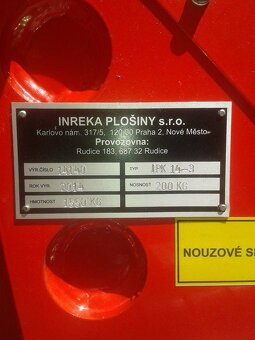 INREKA PLOŠINY s.r.o.
Karlovo nám. 317/5, 120 00 Praha 2, Nové Město
Provozovna:
Rudice 183, 687 32 Rudice
VÝR.ČÍSLO TYP IPK 14-3
ROK VÝR. 2014 NOSNOST 200 KG
HMOTNOST KG
NOUZOVÉ